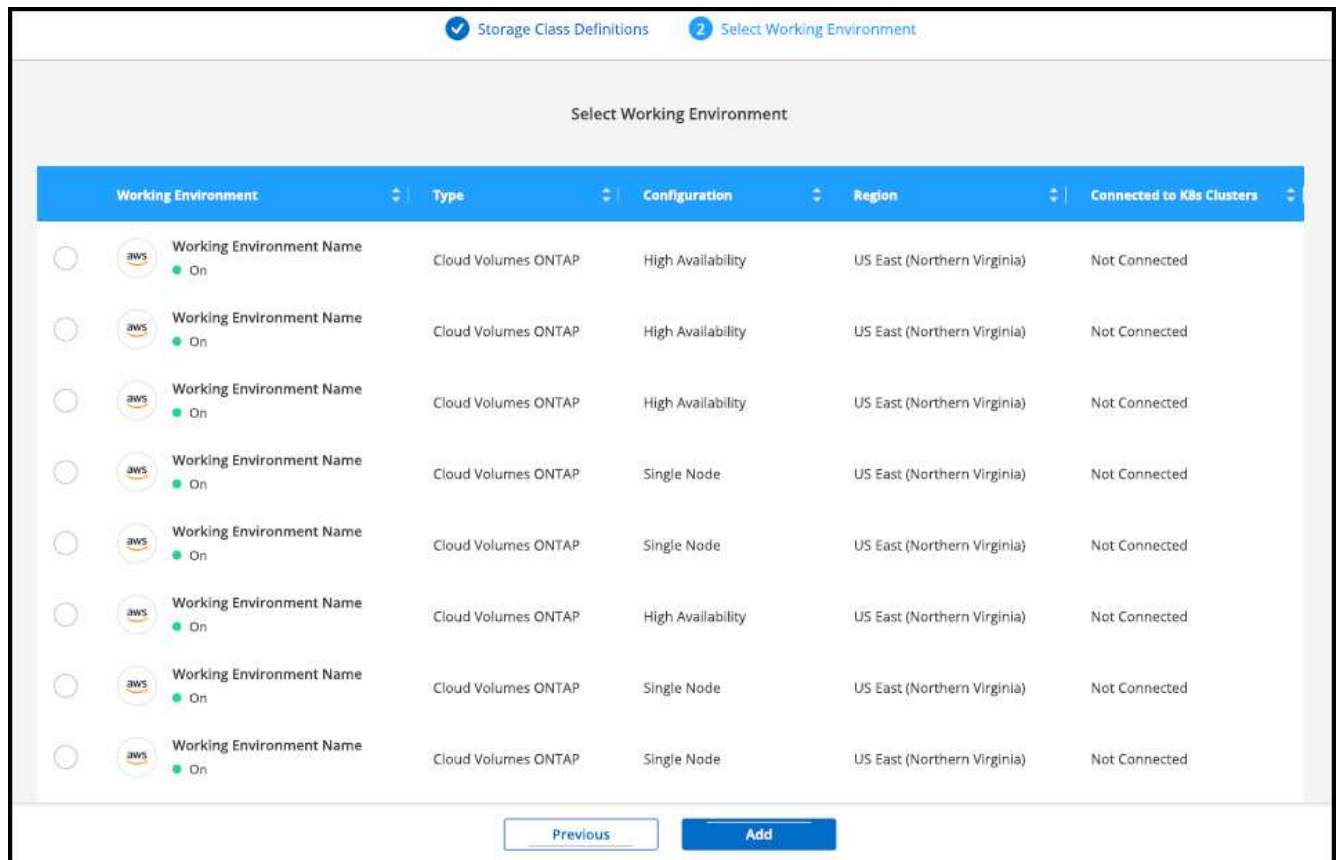 Storage Class Definitions 2 Select Working Environment
Select Working Environment
Working Environment Type Configuration Region Connected to K8s Clusters
aws Working Environment Name Cloud Volumes ONTAP High Availability US East (Northern Virginia) Not Connected
On
aws Working Environment Name Cloud Volumes ONTAP High Availability US East (Northern Virginia) Not Connected
On
aws Working Environment Name Cloud Volumes ONTAP High Availability US East (Northern Virginia) Not Connected
On
aws Working Environment Name Cloud Volumes ONTAP Single Node US East (Northern Virginia) Not Connected
On
aws Working Environment Name Cloud Volumes ONTAP Single Node US East (Northern Virginia) Not Connected
On
aws Working Environment Name Cloud Volumes ONTAP High Availability US East (Northern Virginia) Not Connected
On
aws Working Environment Name Cloud Volumes ONTAP Single Node US East (Northern Virginia) Not Connected
On
aws Working Environment Name Cloud Volumes ONTAP Single Node US East (Northern Virginia) Not Connected
On
Previous Add